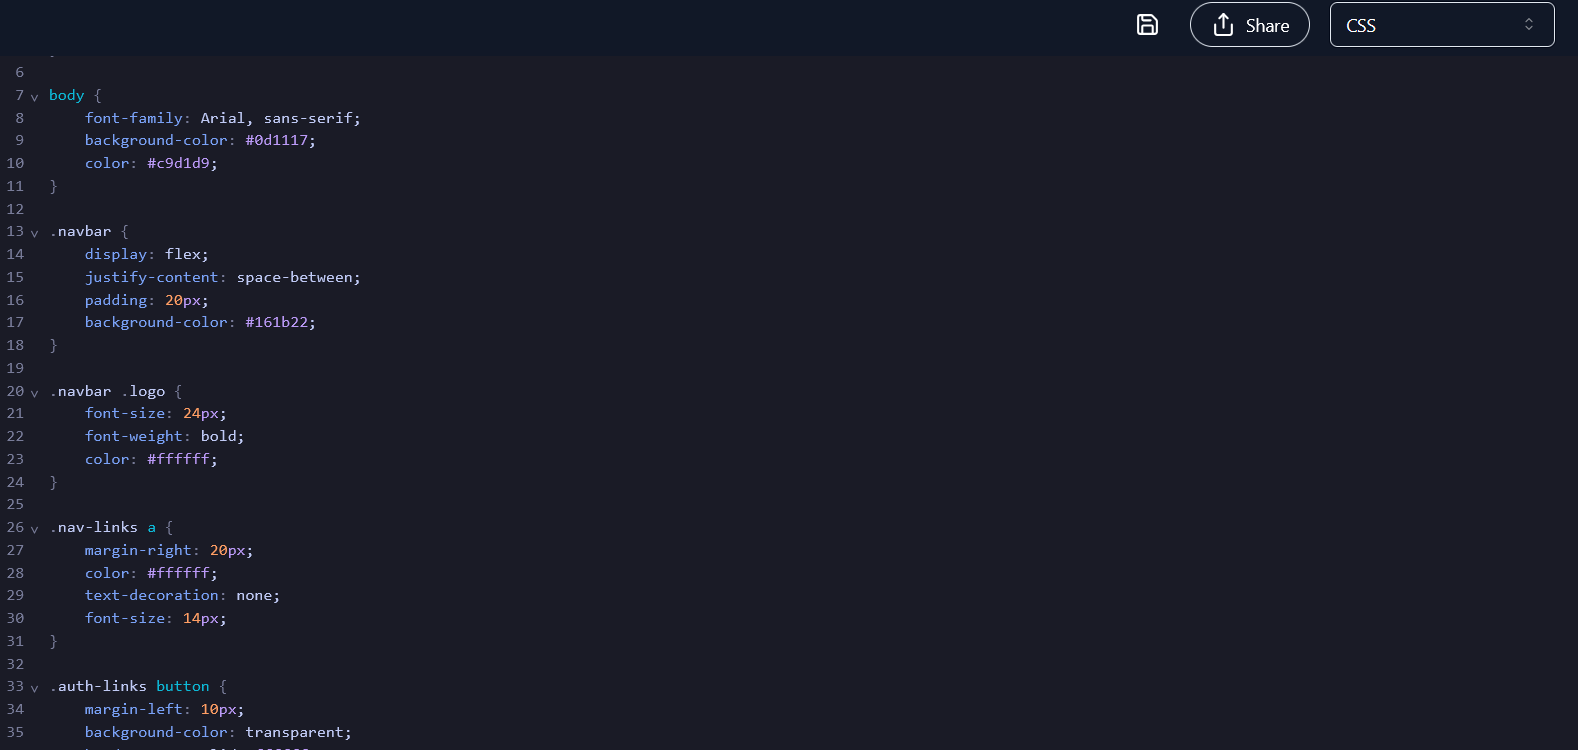 Share
CSS
6
7 body {
8     font-family: Arial, sans-serif;
9     background-color: #0d1117;
10     color: #c9d1d9;
11 }
12
13 .navbar {
14     display: flex;
15     justify-content: space-between;
16     padding: 20px;
17     background-color: #161b22;
18 }
19
20 .navbar .logo {
21     font-size: 24px;
22     font-weight: bold;
23     color: #ffffff;
24 }
25
26 .nav-links a {
27     margin-right: 20px;
28     color: #ffffff;
29     text-decoration: none;
30     font-size: 14px;
31 }
32
33 .auth-links button {
34     margin-left: 10px;
35     background-color: transparent;